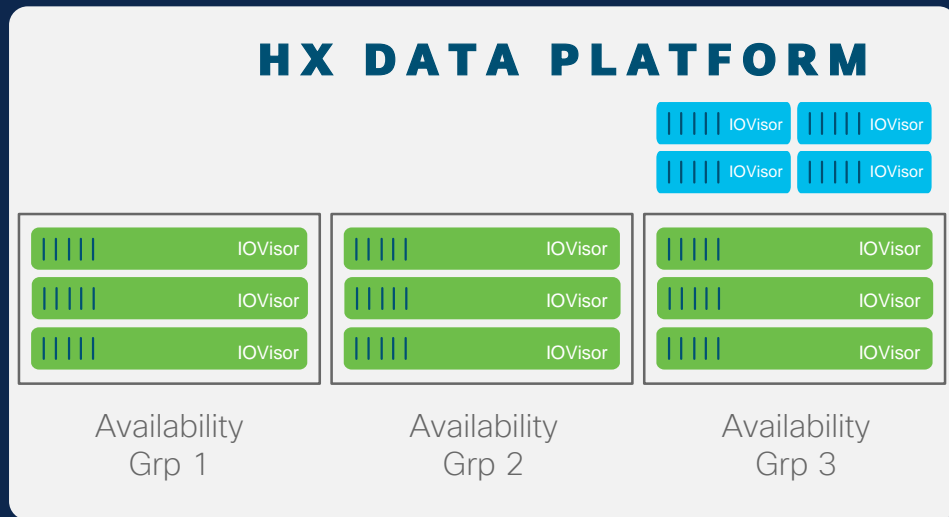 HX DATA PLATFORM
IOVisor IOVisor
IOVisor IOVisor
IOVisor IOVisor IOVisor
IOVisor IOVisor IOVisor
IOVisor IOVisor IOVisor
Availability Availability Availability
Grp 1 Grp 2 Grp 3